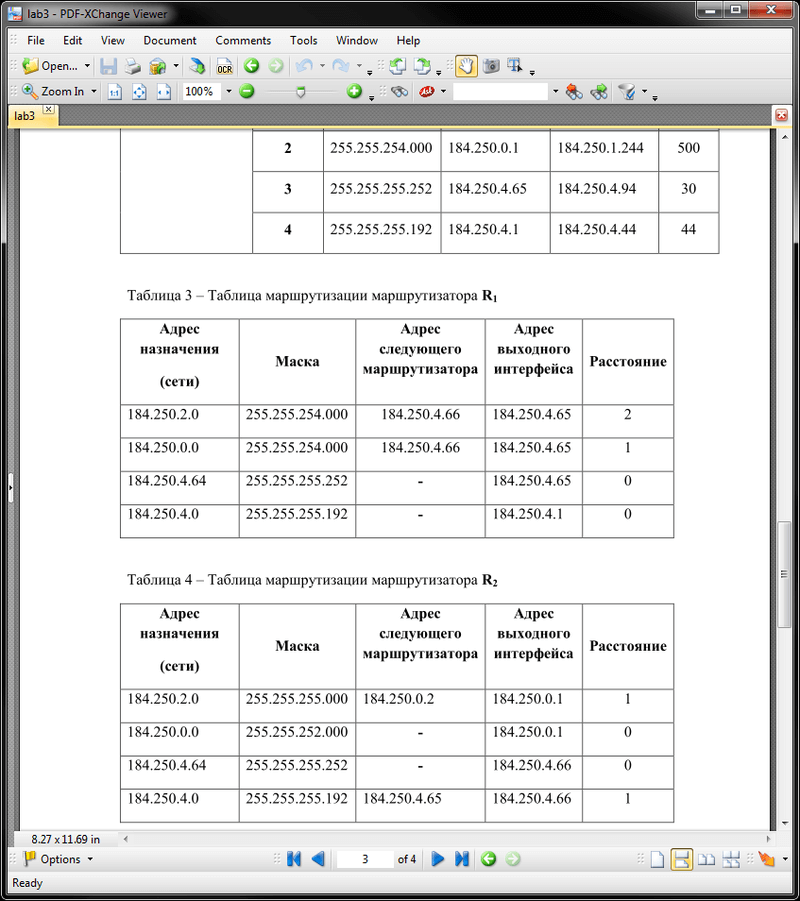 lab3 - PDF-XChange Viewer
File Edit View Document Comments Tools Window Help
Open... OCR
Zoom In 1:1 100%
lab3
2 255.255.254.000 184.250.0.1 184.250.1.244 500
3 255.255.255.252 184.250.4.65 184.250.4.94 30
4 255.255.255.192 184.250.4.1 184.250.4.44 44
Таблица 3 – Таблица маршрутизации маршрутизатора R1
Адрес назначения (сети) Маска Адрес следующего маршрутизатора Адрес выходного интерфейса Расстояние
184.250.2.0 255.255.254.000 184.250.4.66 184.250.4.65 2
184.250.0.0 255.255.254.000 184.250.4.66 184.250.4.65 1
184.250.4.64 255.255.255.252 - 184.250.4.65 0
184.250.4.0 255.255.255.192 - 184.250.4.1 0
Таблица 4 – Таблица маршрутизации маршрутизатора R2
Адрес назначения (сети) Маска Адрес следующего маршрутизатора Адрес выходного интерфейса Расстояние
184.250.2.0 255.255.255.000 184.250.0.2 184.250.0.1 1
184.250.0.0 255.255.252.000 - 184.250.0.1 0
184.250.4.64 255.255.255.252 - 184.250.4.66 0
184.250.4.0 255.255.255.192 184.250.4.65 184.250.4.66 1
8.27 x 11.69 in
Options 3 of 4
Ready